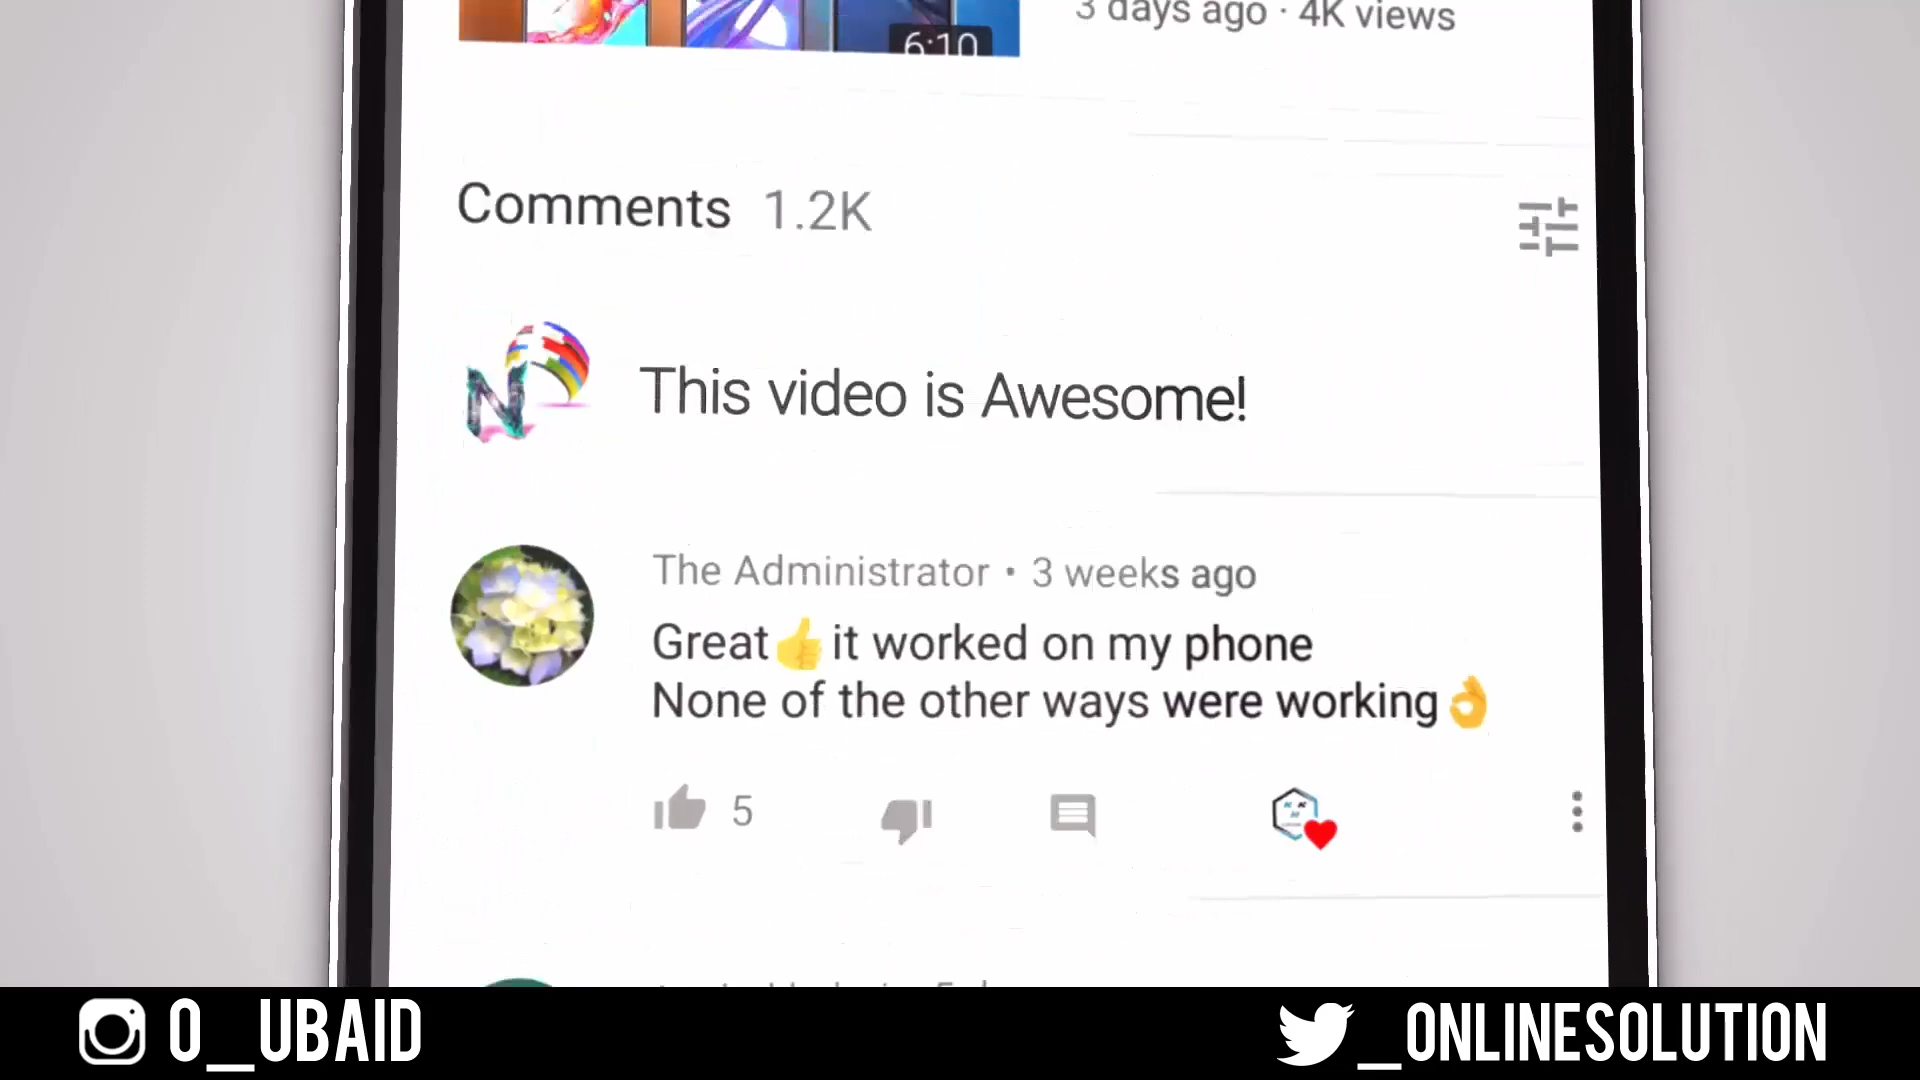 6:10
3 days ago · 4K views
Comments 1.2K
N
This video is Awesome!
The Administrator • 3 weeks ago
Great👍it worked on my phone
None of the other ways were working👌
5
O__UBAID
_ONLINESOLUTION